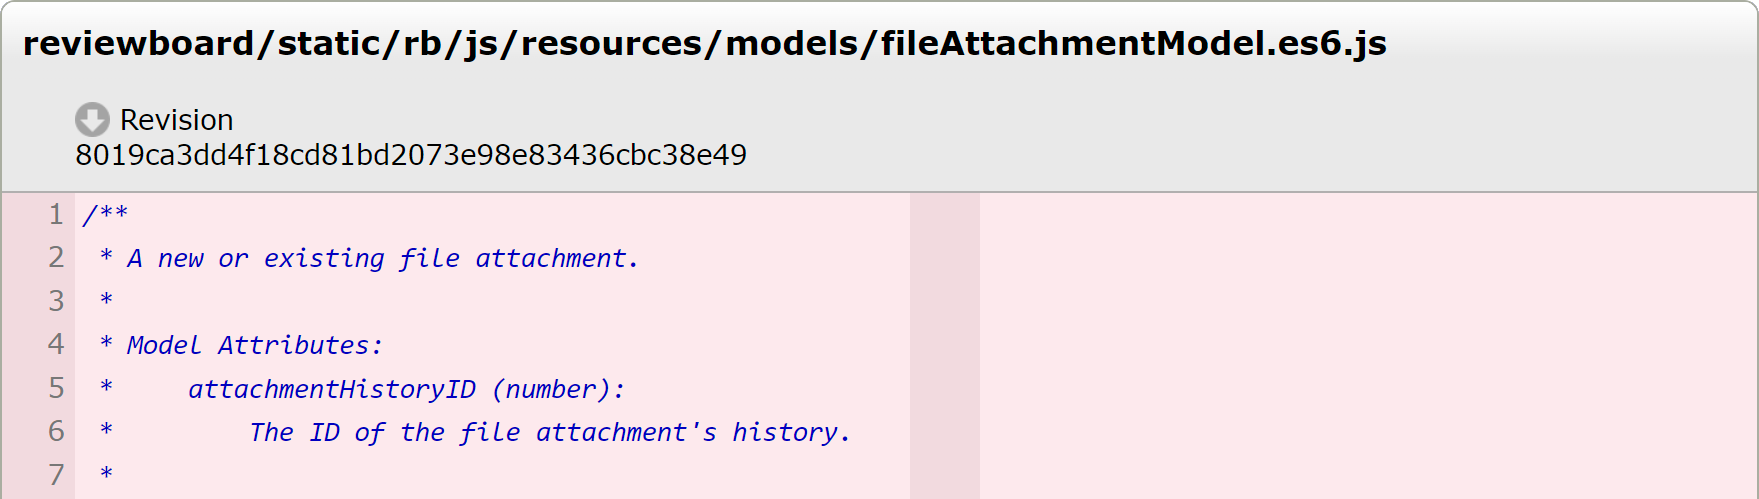 reviewboard/static/rb/js/resources/models/fileAttachmentModel.es6.js
Revision
8019ca3dd4f18cd81bd2073e98e83436cbc38e49
1 /**
2  * A new or existing file attachment.
3  *
4  * Model Attributes:
5  *     attachmentHistoryID (number):
6  *         The ID of the file attachment's history.
7  *